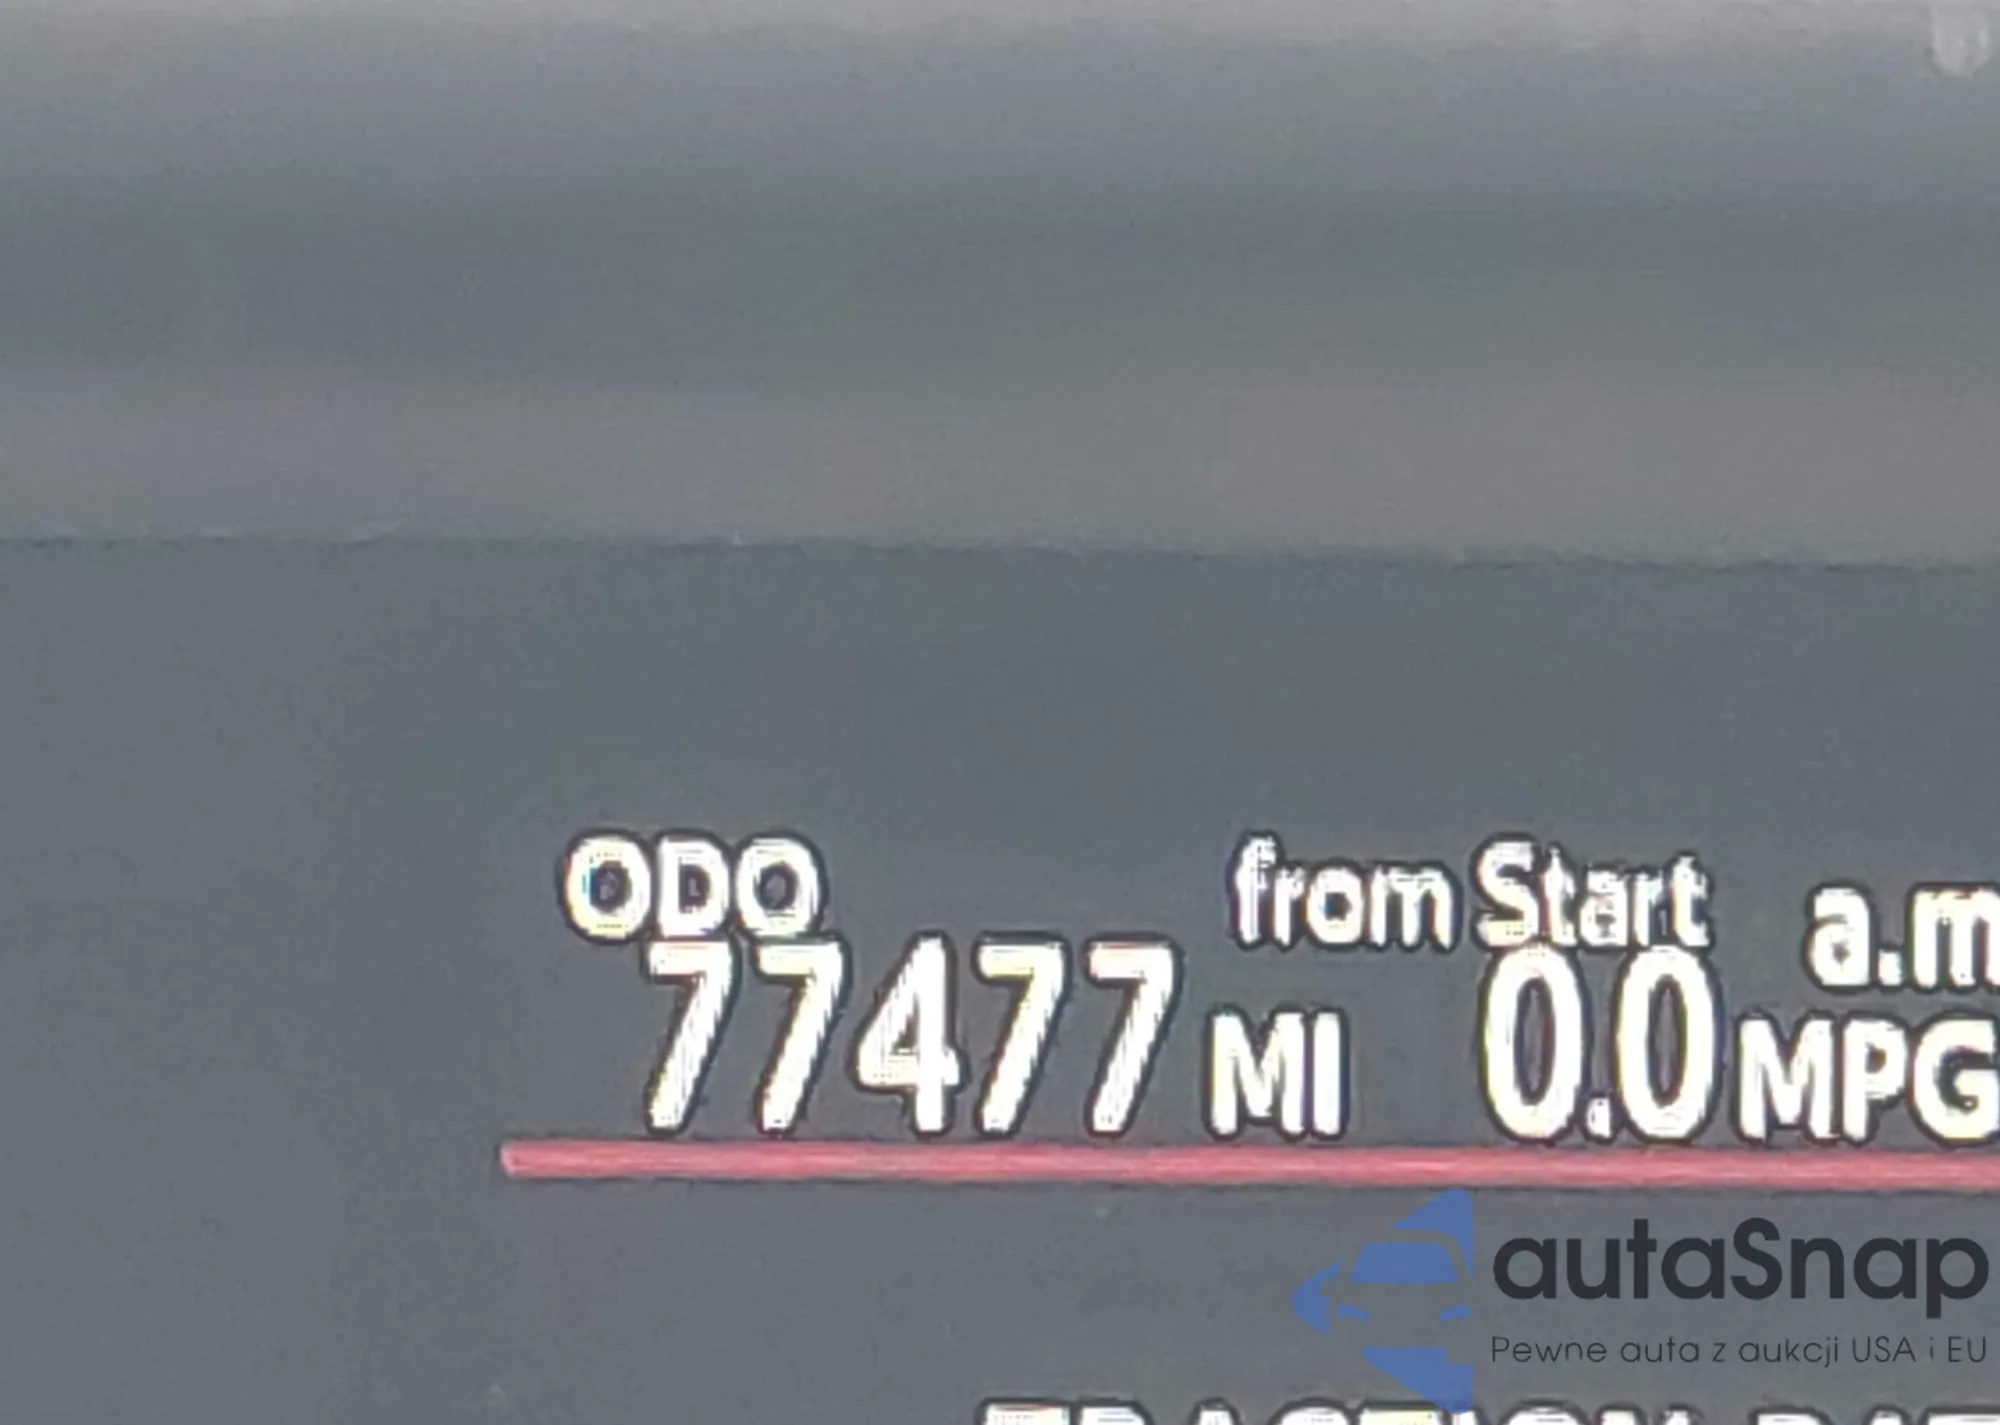 ODO from Start a.m
77477 MI 0.0 MPG
autaSnap
Pewne auta z aukcji USA i EU